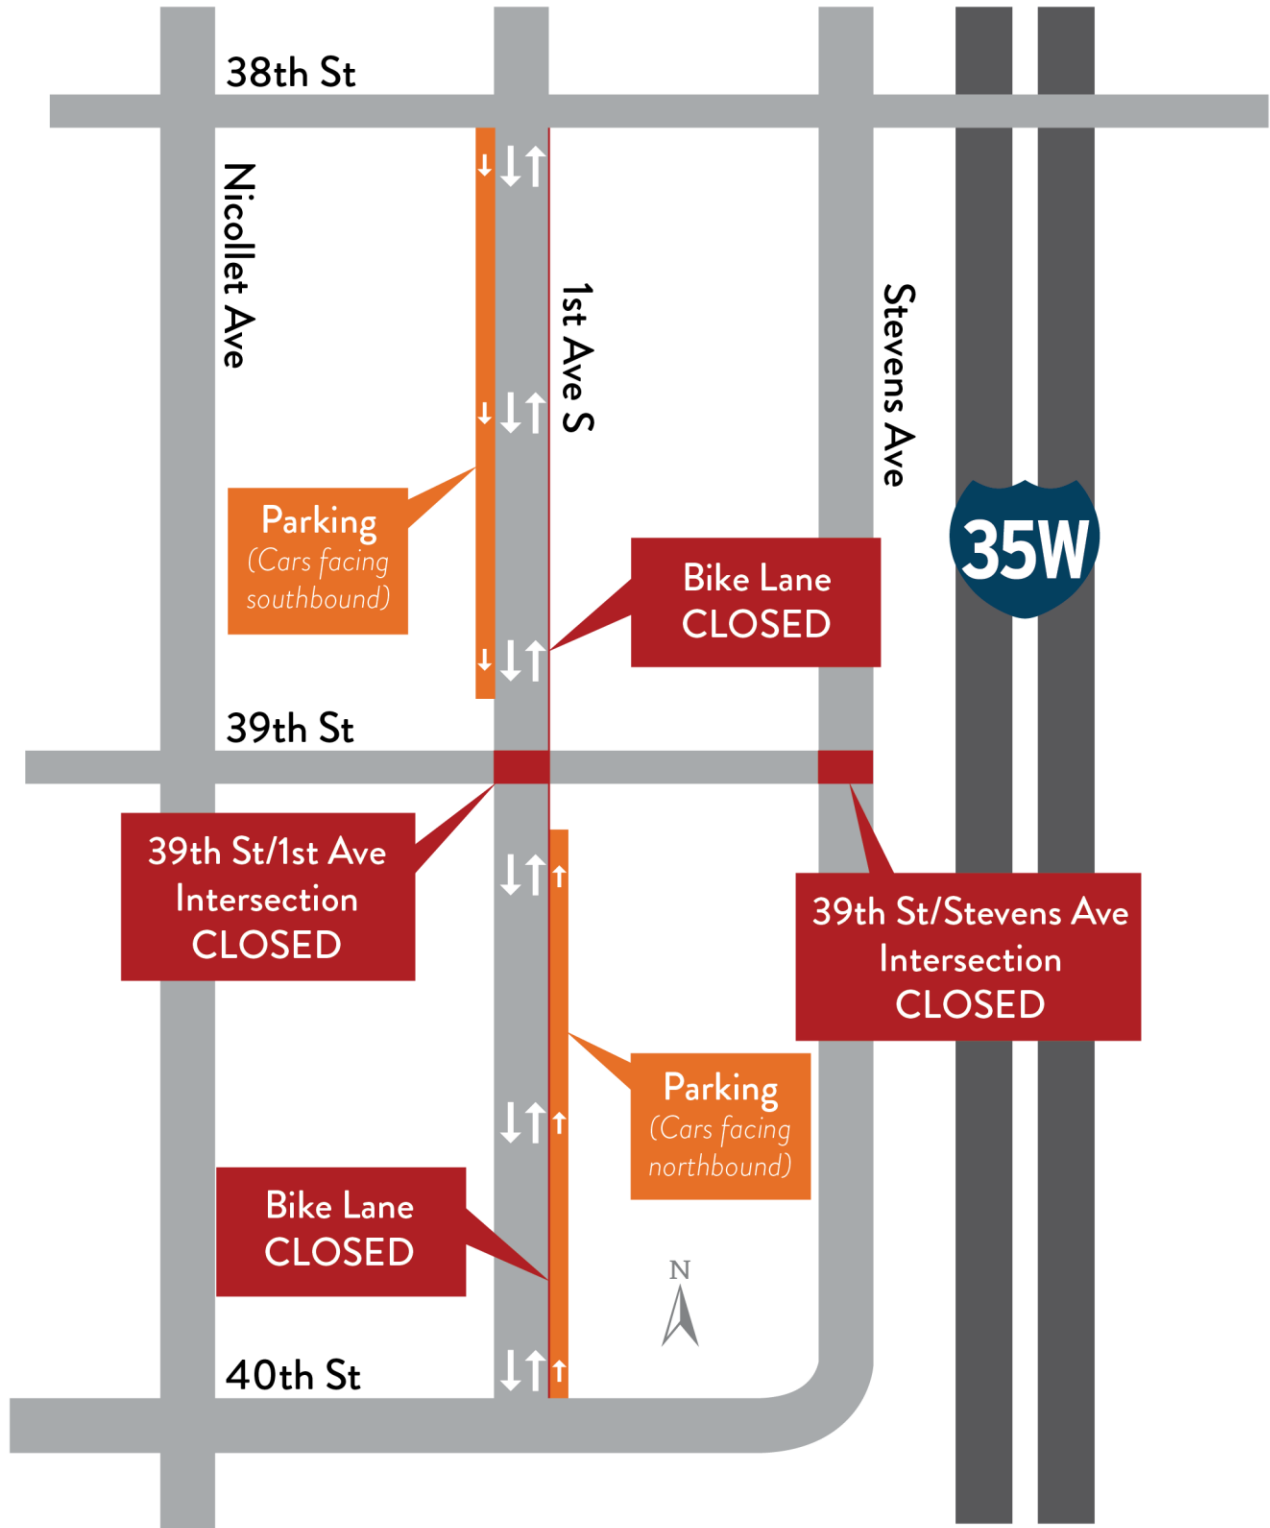 38th St
Nicollet Ave
1st Ave S
Stevens Ave
Parking
(Cars facing
southbound)
35W
Bike Lane
CLOSED
39th St
39th St/1st Ave
Intersection
CLOSED
39th St/Stevens Ave
Intersection
CLOSED
Parking
(Cars facing
northbound)
Bike Lane
CLOSED
N
40th St